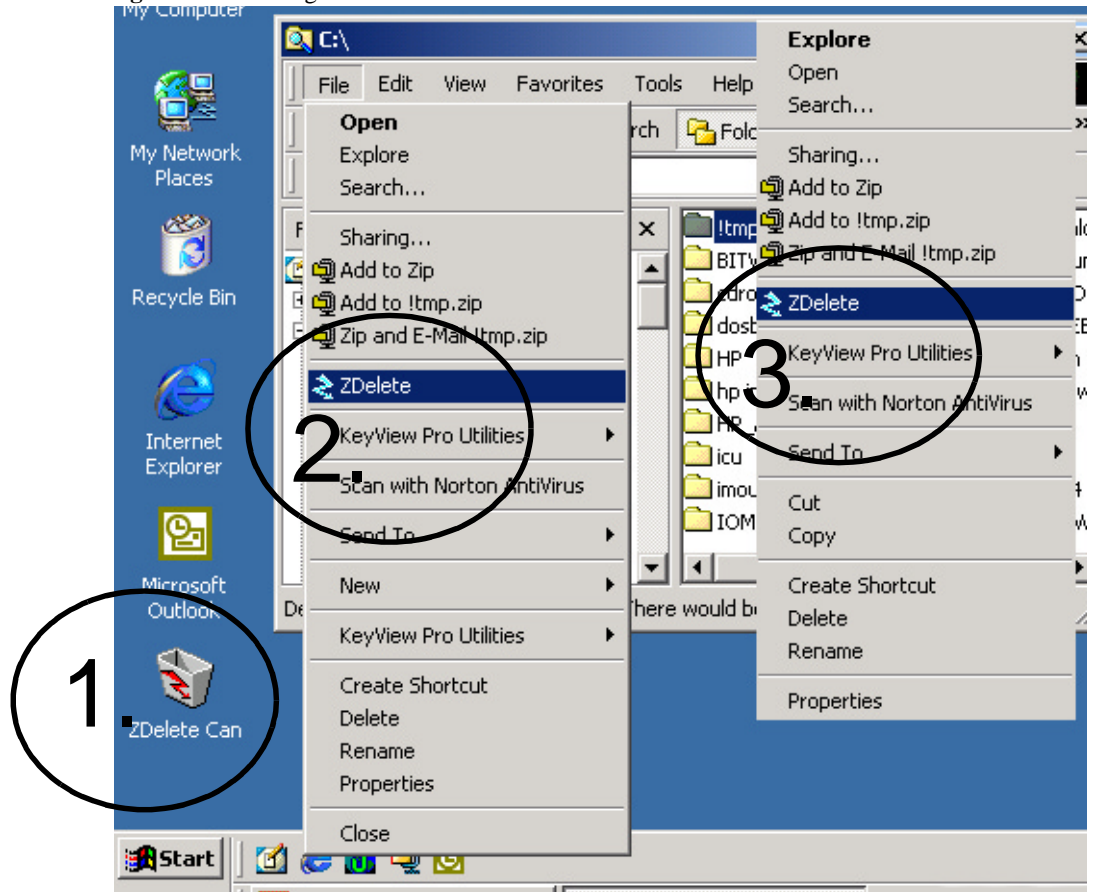 My Computer
My Network
Places
Recycle Bin
Internet
Explorer
Microsoft
Outlook
1.
ZDelete Can
C:\
File Edit View Favorites Tools Help
Open
Explore
Search...
Sharing...
Add to Zip
Add to !tmp.zip
Zip and E-Mail !tmp.zip
ZDelete
2.
KeyView Pro Utilities
Scan with Norton AntiVirus
Send To
New
KeyView Pro Utilities
Create Shortcut
Delete
Rename
Properties
Close
!tmp
dost
HP
icu
imou
IOM
would
Explore
Open
Search...
Sharing...
Add to Zip
Add to !tmp.zip
Zip and E-Mail !tmp.zip
ZDelete
3.
KeyView Pro Utilities
Scan with Norton AntiVirus
Send To
Cut
Copy
Create Shortcut
Delete
Rename
Properties
Start